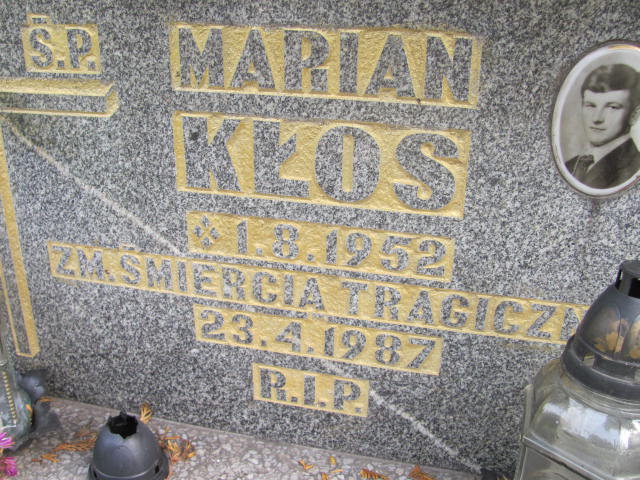 Ś.P.
MARIAN
KŁOS
1.8.1952
ZM. ŚMIERCIA TRAGICZN
23.4.1987
R.I.P.